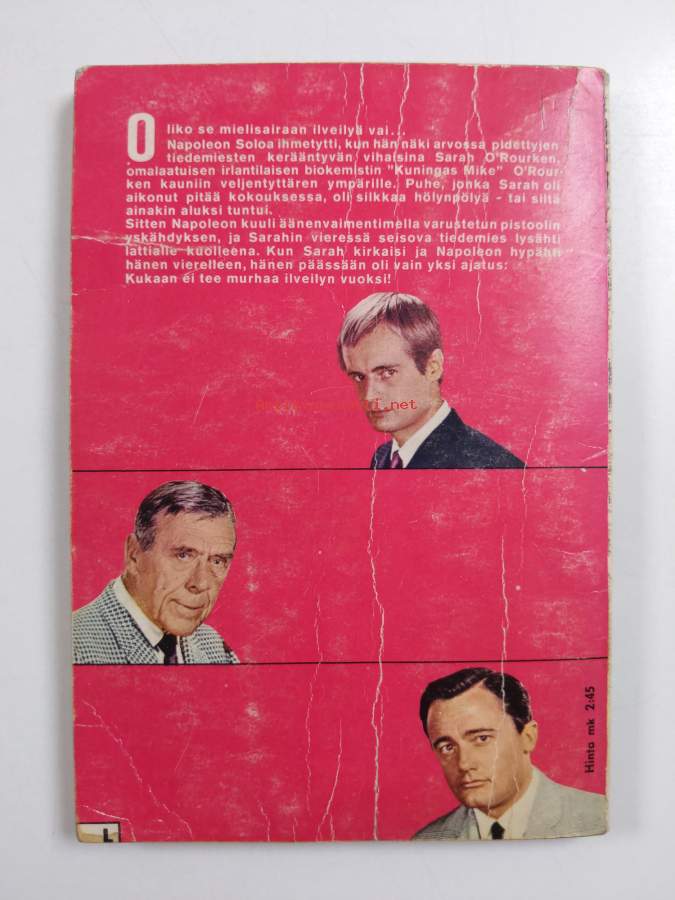 Oliko se mielisairaan ilveilyä vai...
Napoleon Soloa ihmetytti, kun hän näki arvossa pidettyjen
tiedemiesten kerääntyvän vihaisina Sarah O'Rourken,
omalaatuisen irlantilaisen biokemistin "Kuningas Mike" O'Rour-
ken kauniin veljentyttären ympärille. Puhe, jonka Sarah oli
aikonut pitää kokouksessa, oli silkkaa hölynpölyä - tai siltä
ainakin aluksi tuntui.
Sitten Napoleon kuuli äänenvaimentimella varustetun pistoolin
yskähdyksen, ja Sarahin vieressä seisova tiedemies lysähti
lattialle kuolleena. Kun Sarah kirkaisi ja Napoleon hypähti
hänen vierelleen, hänen päässään oli vain yksi ajatus:
Kukaan ei tee murhaa ilveilyn vuoksi!
Hinta mk 2:45
L